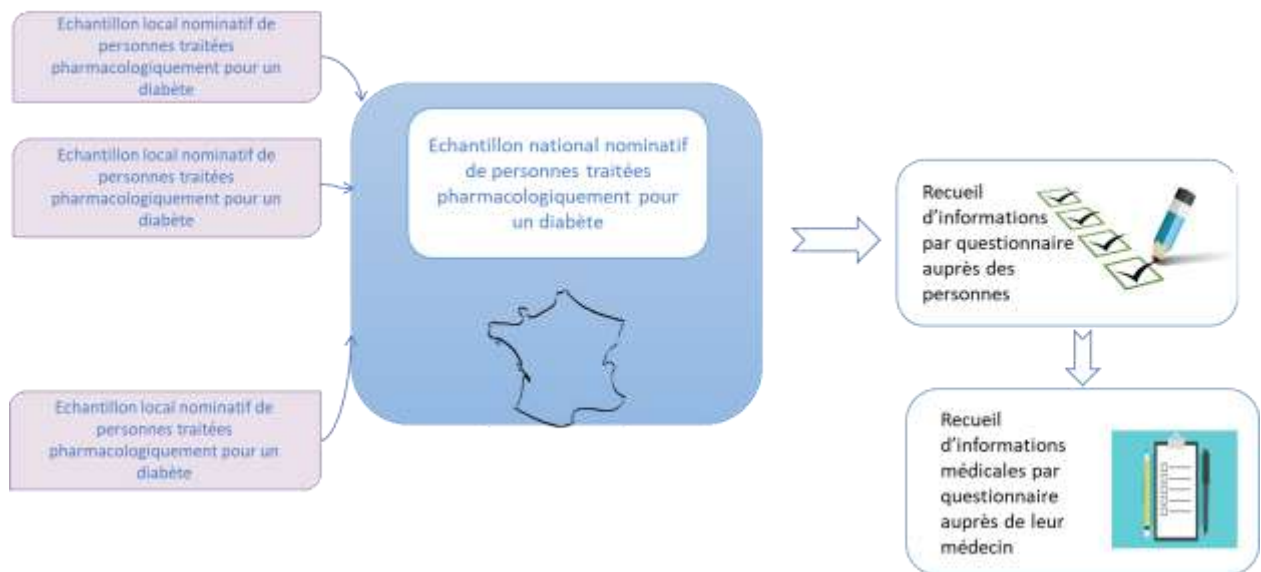 Echantillon local nominatif de
personnes traitées
pharmacologiquement pour un
diabète
Echantillon local nominatif de
personnes traitées
pharmacologiquement pour un
diabète
Echantillon local nominatif de
personnes traitées
pharmacologiquement pour un
diabète
Echantillon national nominatif
de personnes traitées
pharmacologiquement pour
un diabète
Recueil
d'informations
par questionnaire
auprès des
personnes
Recueil
d'informations
médicales par
questionnaire
auprès de leur
médecin